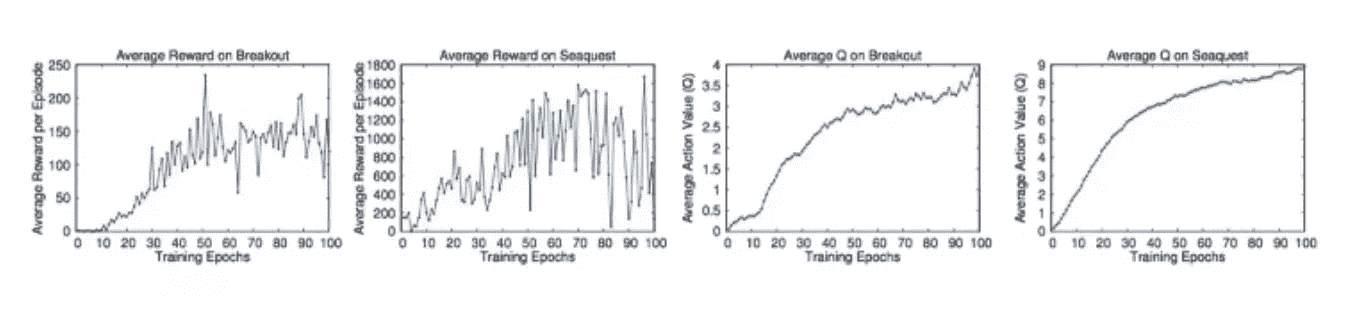 Average Reward on Breakout
Average Reward per Episode
250
200
150
100
50
0
0 10 20 30 40 50 60 70 80 90 100
Training Epochs
Average Reward on Seaquest
Average Reward per Episode
1800
1600
1400
1200
1000
800
600
400
200
0
0 10 20 30 40 50 60 70 80 90 100
Training Epochs
Average Q on Breakout
Average Action Value (Q)
4
3.5
3
2.5
2
1.5
1
0.5
0
0 10 20 30 40 50 60 70 80 90 100
Training Epochs
Average Q on Seaquest
Average Action Value (Q)
9
8
7
6
5
4
3
2
1
0
0 10 20 30 40 50 60 70 80 90 100
Training Epochs